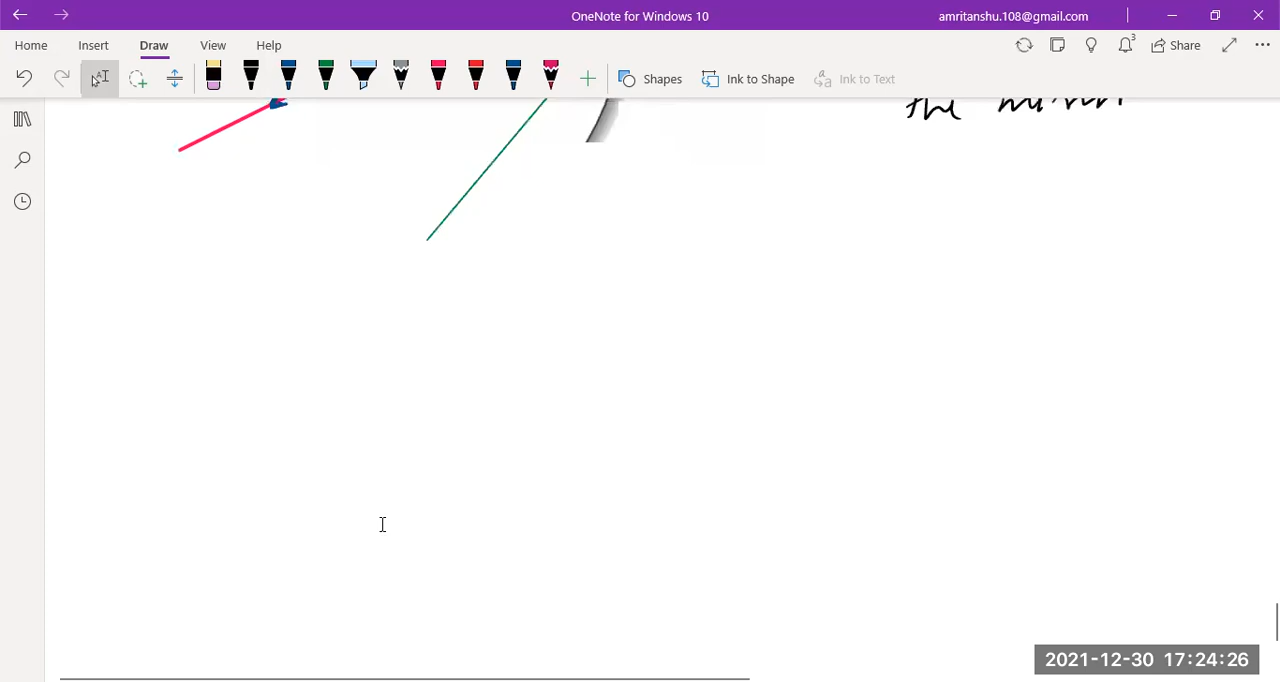 OneNote for Windows 10
amritanshu.108@gmail.com
Home Insert Draw View Help
3
Share
Shapes
Ink to Shape
Ink to Text
the
2021-12-30 17:24:26